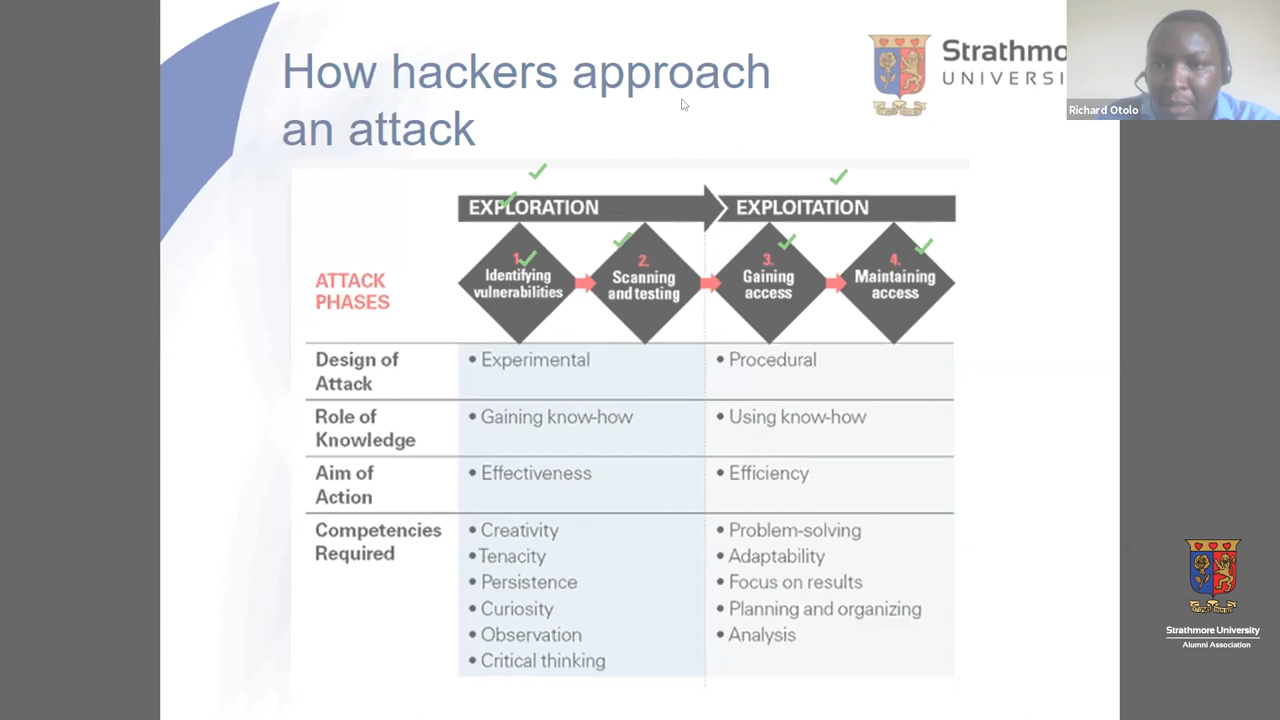 How hackers approach
an attack
Strathmo
UNIVERSI
Richard Otolo
EXPLORATION
EXPLOITATION
ATTACK
PHASES
1.
Identifying
vulnerabilities
2.
Scanning
and testing
3.
Gaining
access
4.
Maintaining
access
Design of
Attack
• Experimental
• Procedural
Role of
Knowledge
• Gaining know-how
• Using know-how
Aim of
Action
• Effectiveness
• Efficiency
Competencies
Required
• Creativity
• Tenacity
• Persistence
• Curiosity
• Observation
• Critical thinking
• Problem-solving
• Adaptability
• Focus on results
• Planning and organizing
• Analysis
Strathmore University
Alumni Association